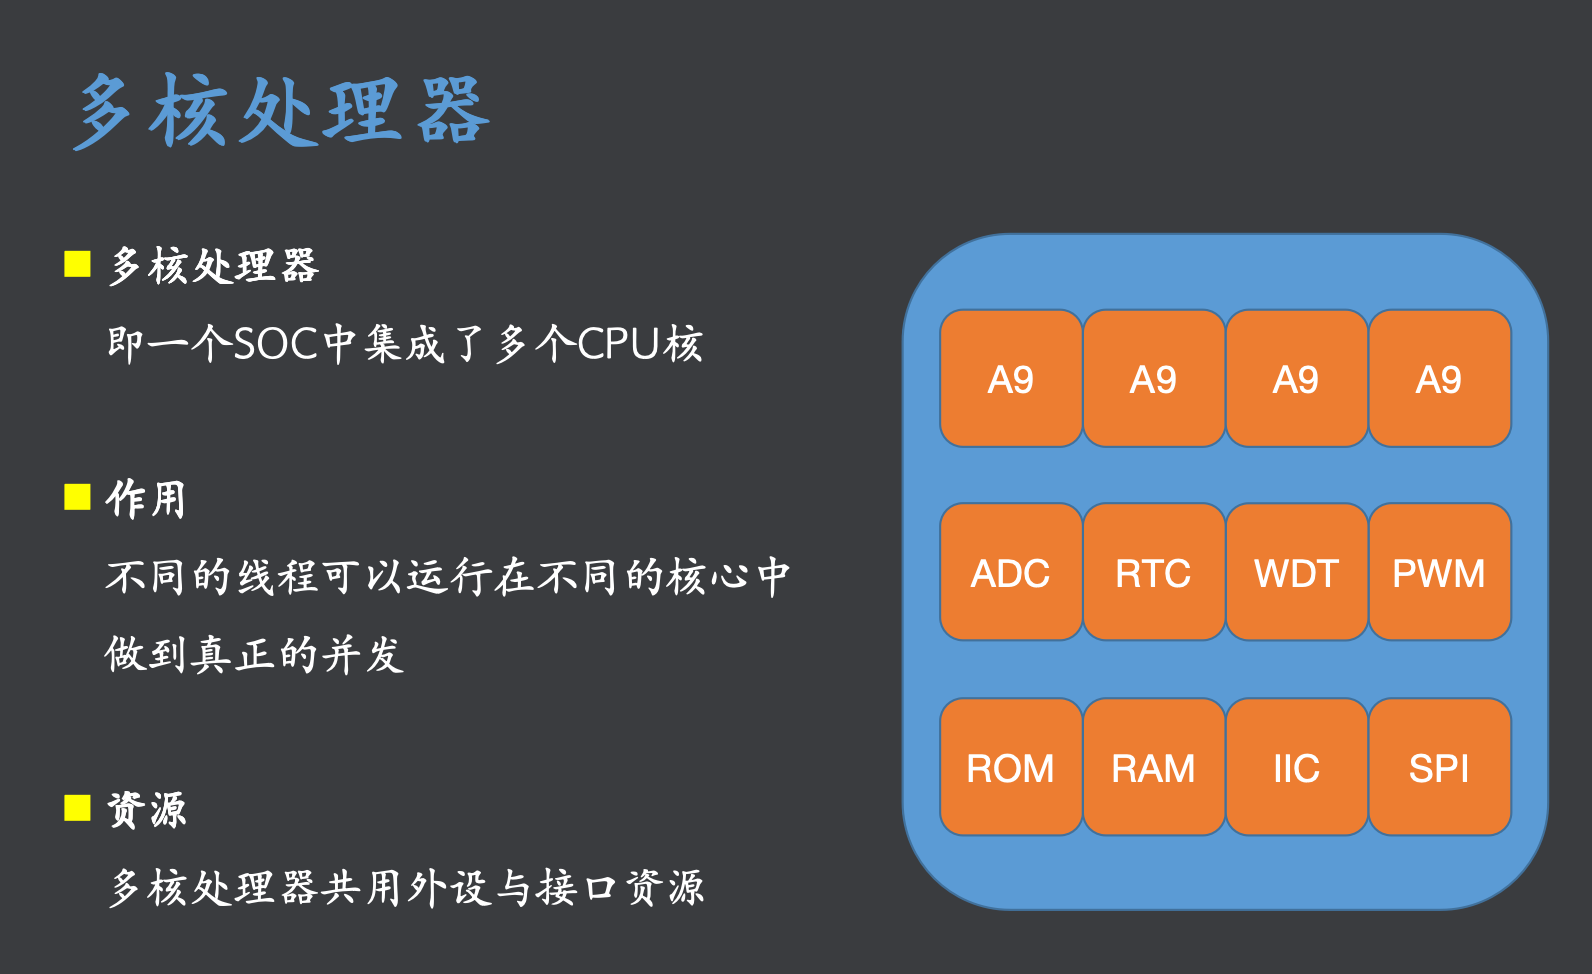 多核处理器
多核处理器
即一个SOC中集成了多个CPU核
作用
不同的线程可以运行在不同的核心中
做到真正的并发
资源
多核处理器共用外设与接口资源
A9 A9 A9 A9
ADC RTC WDT PWM
ROM RAM IIC SPI